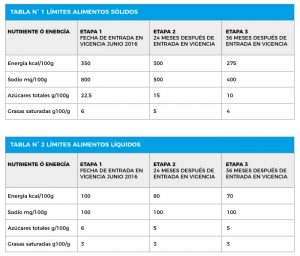 TABLA N° 1 LÍMITES ALIMENTOS SÓLIDOS
NUTRIENTE Ó ENERGÍA
ETAPA 1
FECHA DE ENTRADA EN
VIGENCIA JUNIO 2016
ETAPA 2
24 MESES DESPUÉS DE
ENTRADA EN VIGENCIA
ETAPA 3
36 MESES DESPUÉS DE
ENTRADA EN VIGENCIA
Energía kcal/100g 350 300 275
Sodio mg/100g 800 500 400
Azúcares totales g/100g 22,5 15 10
Grasas saturadas g100/g 6 5 4
TABLA N° 2 LÍMITES ALIMENTOS LÍQUIDOS
NUTRIENTE Ó ENERGÍA
ETAPA 1
FECHA DE ENTRADA EN
VIGENCIA JUNIO 2016
ETAPA 2
24 MESES DESPUÉS DE
ENTRADA EN VIGENCIA
ETAPA 3
36 MESES DESPUÉS DE
ENTRADA EN VIGENCIA
Energía kcal/100g 100 80 70
Sodio mg/100g 100 100 100
Azúcares totales g/100g 6 5 5
Grasas saturadas g100/g 3 3 3